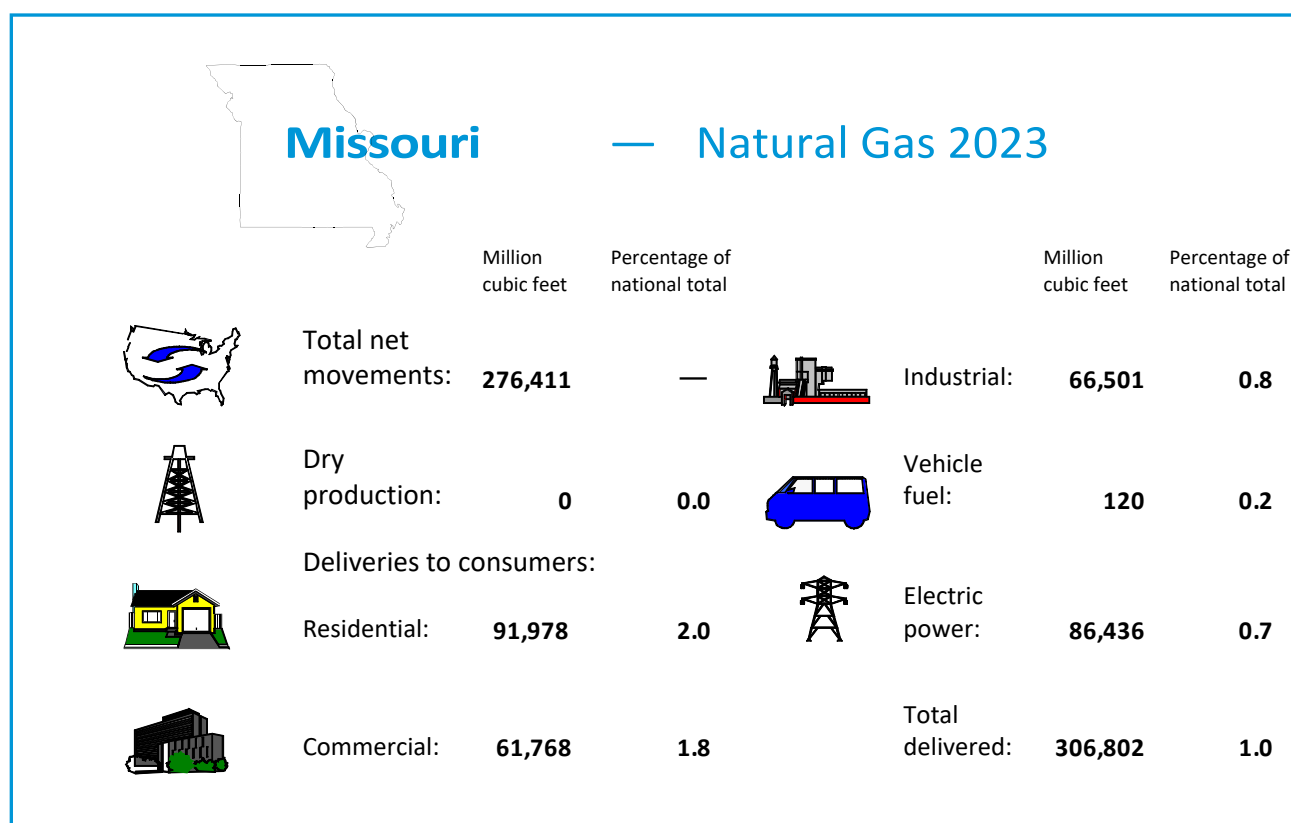 Missouri — Natural Gas 2023
Million Percentage of
cubic feet national total
Million Percentage of
cubic feet national total
Total net
movements: 276,411 —
Dry
production: 0 0.0
Deliveries to consumers:
Residential: 91,978 2.0
Commercial: 61,768 1.8
Industrial: 66,501 0.8
Vehicle
fuel: 120 0.2
Electric
power: 86,436 0.7
Total
delivered: 306,802 1.0